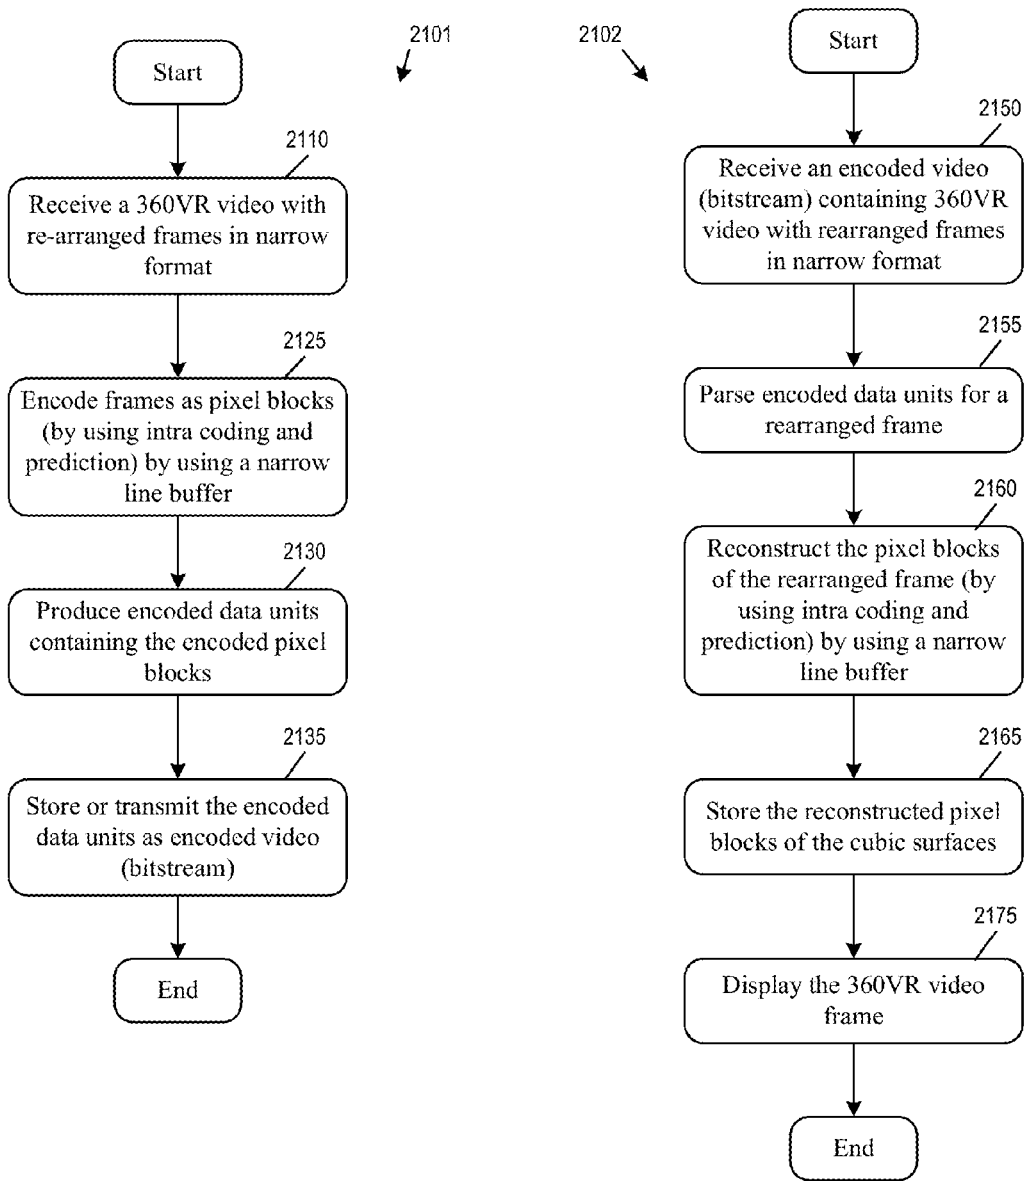 2101
2102
Start
2110
Receive a 360VR video with
re-arranged frames in narrow
format
2125
Encode frames as pixel blocks
(by using intra coding and
prediction) by using a narrow
line buffer
2130
Produce encoded data units
containing the encoded pixel
blocks
2135
Store or transmit the encoded
data units as encoded video
(bitstream)
End
Start
2150
Receive an encoded video
(bitstream) containing 360VR
video with rearranged frames
in narrow format
2155
Parse encoded data units for a
rearranged frame
2160
Reconstruct the pixel blocks
of the rearranged frame (by
using intra coding and
prediction) by using a narrow
line buffer
2165
Store the reconstructed pixel
blocks of the cubic surfaces
2175
Display the 360VR video
frame
End